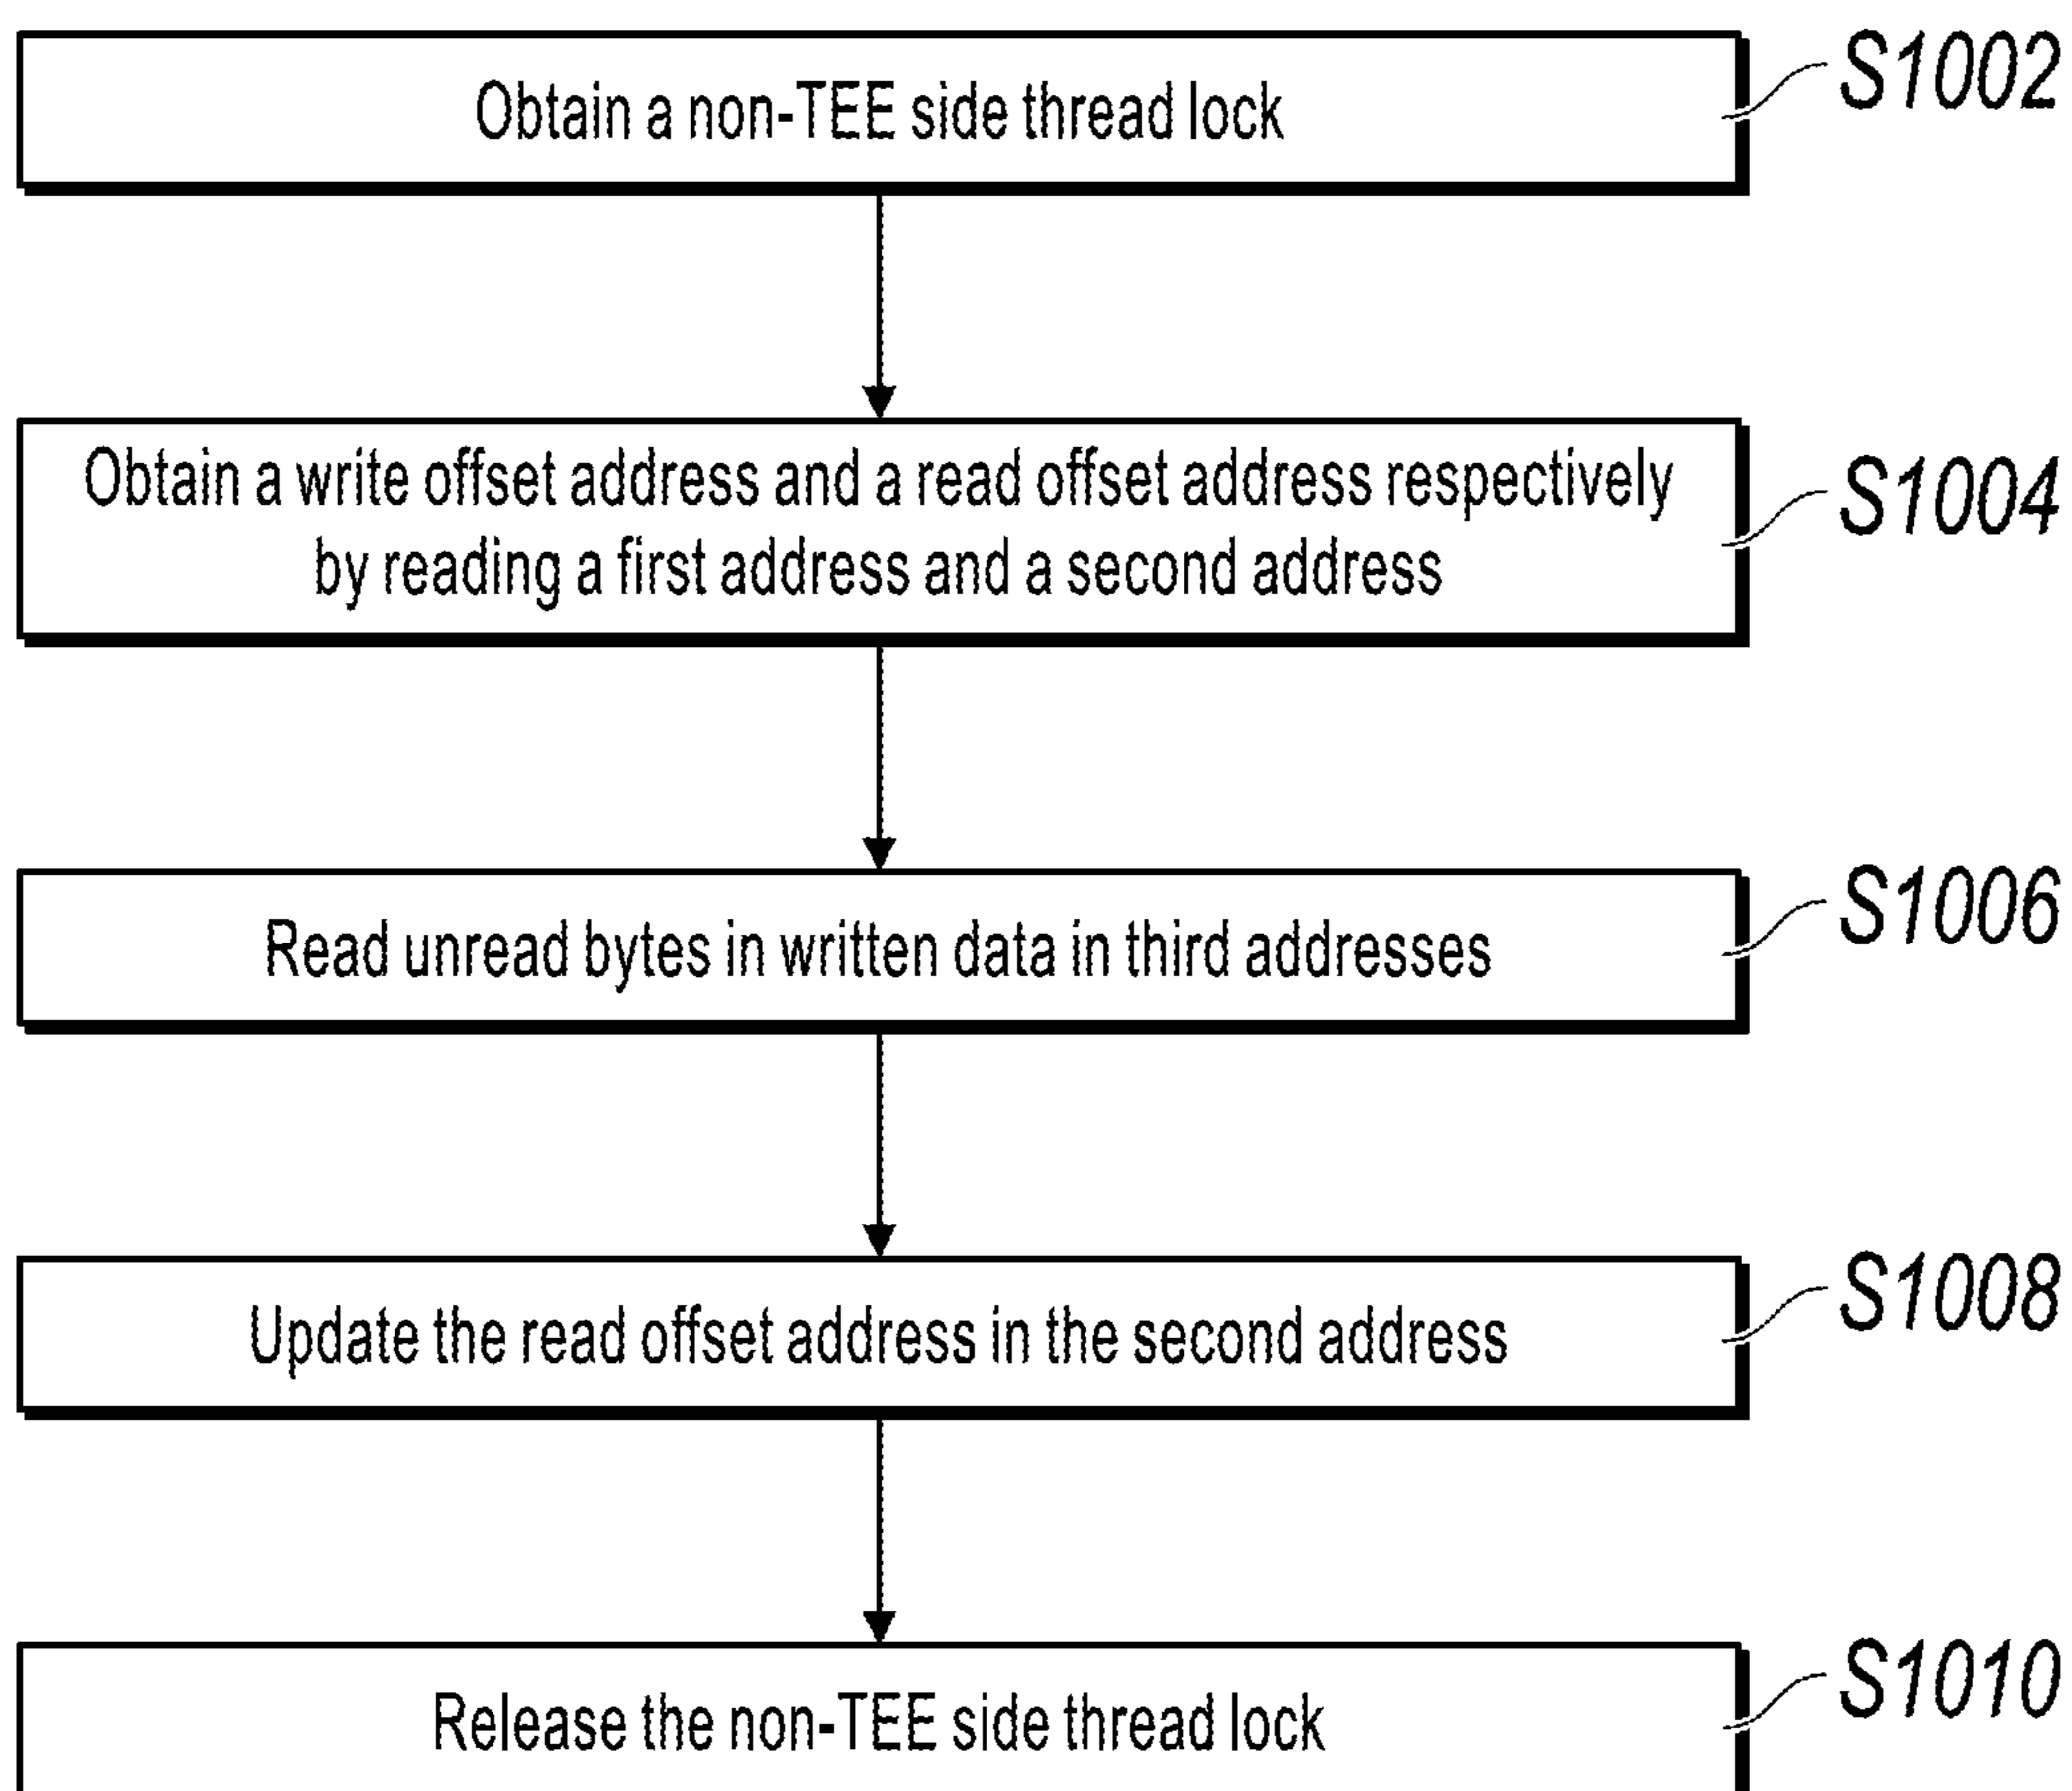 Obtain a non-TEE side thread lock
S1002
Obtain a write offset address and a read offset address respectively
by reading a first address and a second address
S1004
Read unread bytes in written data in third addresses
S1006
Update the read offset address in the second address
S1008
Release the non-TEE side thread lock
S1010